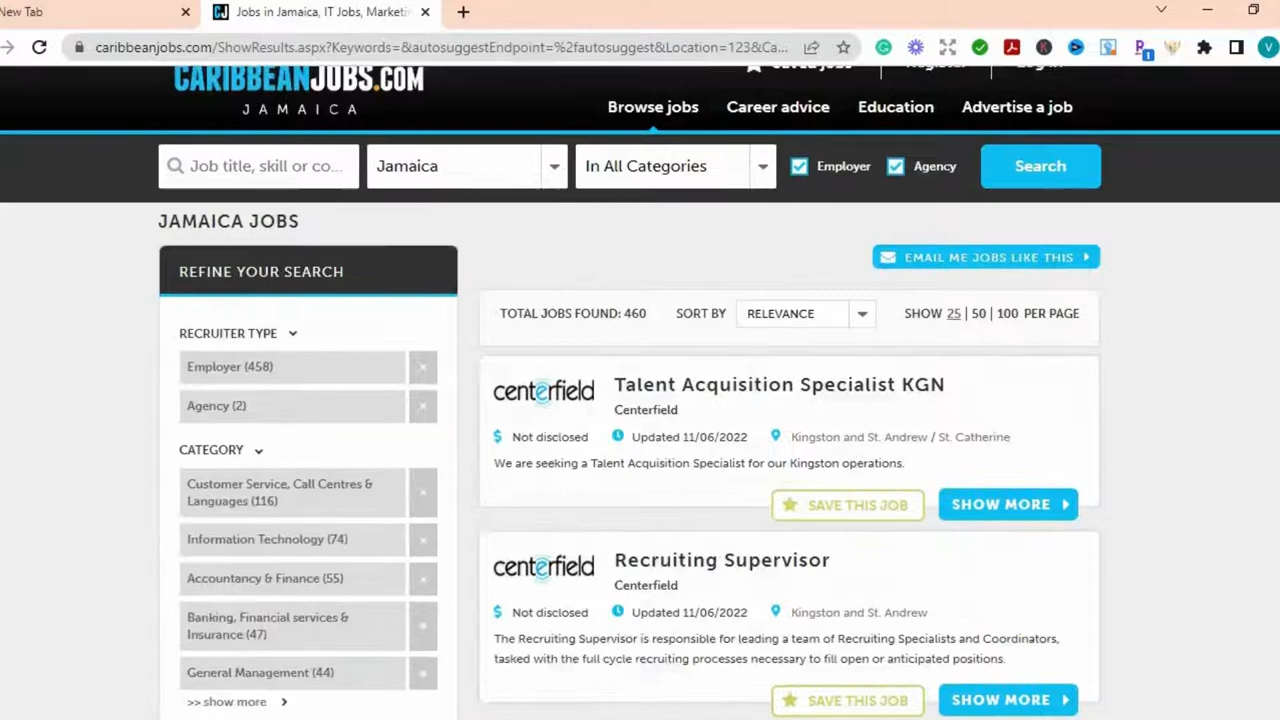 New Tab
Jobs in Jamaica, IT Jobs, Marketi
caribbeanjobs.com/ShowResults.aspx?Keywords=&autosuggestEndpoint=%2fautosuggest&Location=123&Ca...
CARIBBEANJOBS.COM
JAMAICA
Browse jobs
Career advice
Education
Advertise a job
Job title, skill or co...
Jamaica
In All Categories
Employer
Agency
Search
JAMAICA JOBS
REFINE YOUR SEARCH
EMAIL ME JOBS LIKE THIS
RECRUITER TYPE
Employer (458)
Agency (2)
CATEGORY
Customer Service, Call Centres &
Languages (116)
Information Technology (74)
Accountancy & Finance (55)
Banking, Financial services &
Insurance (47)
General Management (44)
>> show more
TOTAL JOBS FOUND: 460
SORT BY
RELEVANCE
SHOW 25 | 50 | 100 PER PAGE
centerfield
Talent Acquisition Specialist KGN
Centerfield
Not disclosed
Updated 11/06/2022
Kingston and St. Andrew / St. Catherine
We are seeking a Talent Acquisition Specialist for our Kingston operations.
SAVE THIS JOB
SHOW MORE
centerfield
Recruiting Supervisor
Centerfield
Not disclosed
Updated 11/06/2022
Kingston and St. Andrew
The Recruiting Supervisor is responsible for leading a team of Recruiting Specialists and Coordinators,
tasked with the full cycle recruiting processes necessary to fill open or anticipated positions.
SAVE THIS JOB
SHOW MORE